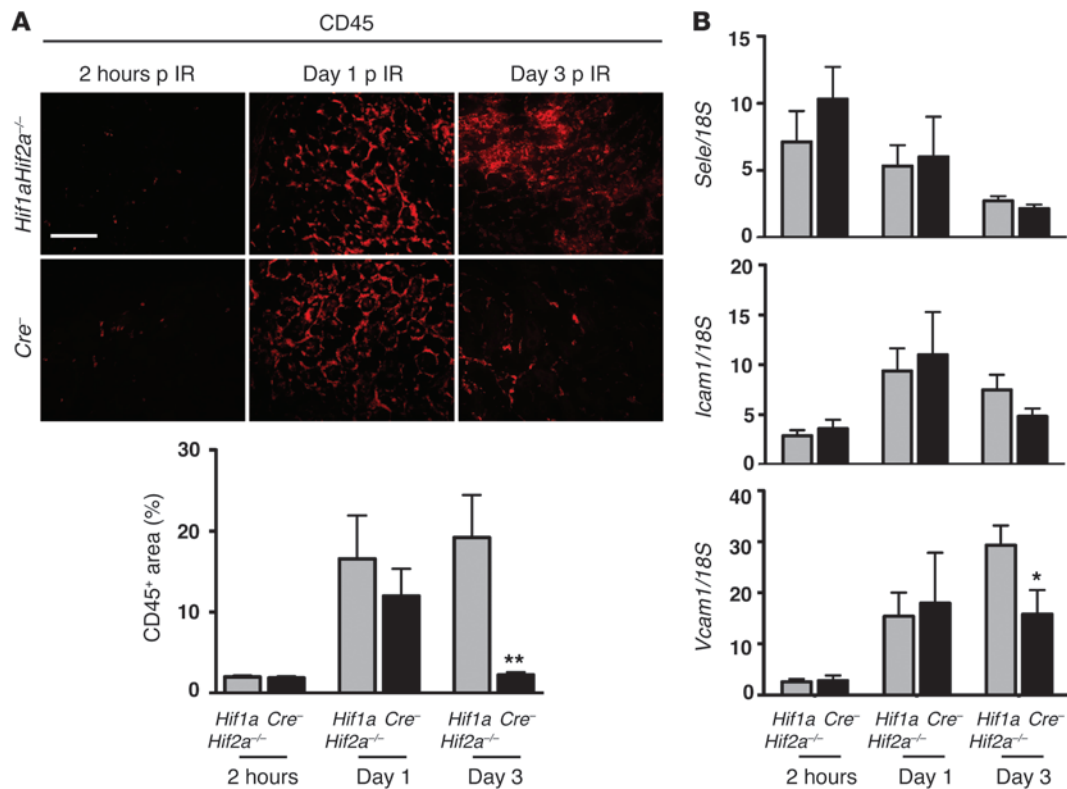 A
CD45
2 hours p IR Day 1 p IR Day 3 p IR
Hif1aHif2a⁻/⁻
Cre⁻
CD45⁺ area (%)
30
20
10
0
**
Hif1a Cre⁻ Hif1a Cre⁻ Hif1a Cre⁻
Hif2a⁻/⁻ Hif2a⁻/⁻ Hif2a⁻/⁻
2 hours Day 1 Day 3
B
Sele/18S
15
10
5
0
Icam1/18S
20
15
10
5
0
Vcam1/18S
40
30
20
10
0
*
Hif1a Cre⁻ Hif1a Cre⁻ Hif1a Cre⁻
Hif2a⁻/⁻ Hif2a⁻/⁻ Hif2a⁻/⁻
2 hours Day 1 Day 3